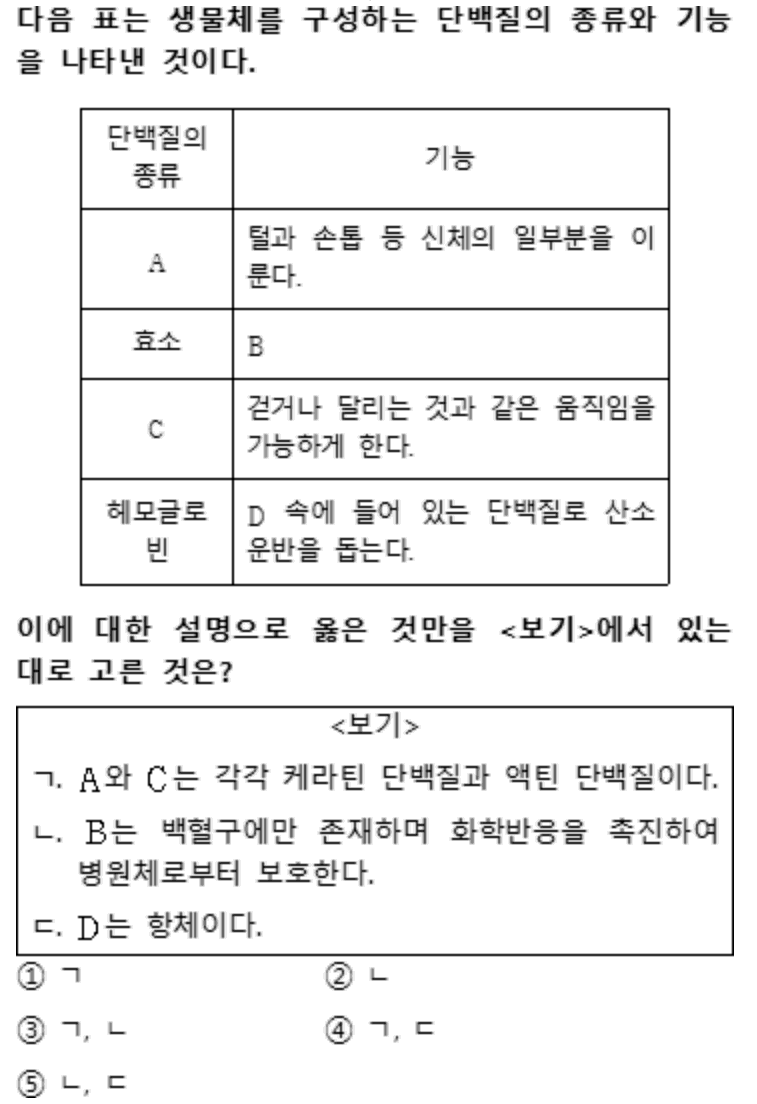 다음 표는 생물체를 구성하는 단백질의 종류와 기능
을 나타낸 것이다.
단백질의
종류
기능
A
털과 손톱 등 신체의 일부분을 이
룬다.
효소
B
C
걷거나 달리는 것과 같은 움직임을
가능하게 한다.
헤모글로
빈
D 속에 들어 있는 단백질로 산소
운반을 돕는다.
이에 대한 설명으로 옳은 것만을 <보기>에서 있는
대로 고른 것은?
<보기>
ㄱ. A와 C는 각각 케라틴 단백질과 액틴 단백질이다.
ㄴ. B는 백혈구에만 존재하며 화학반응을 촉진하여
병원체로부터 보호한다.
ㄷ. D는 항체이다.
① ㄱ ② ㄴ
③ ㄱ, ㄴ ④ ㄱ, ㄷ
⑤ ㄴ, ㄷ